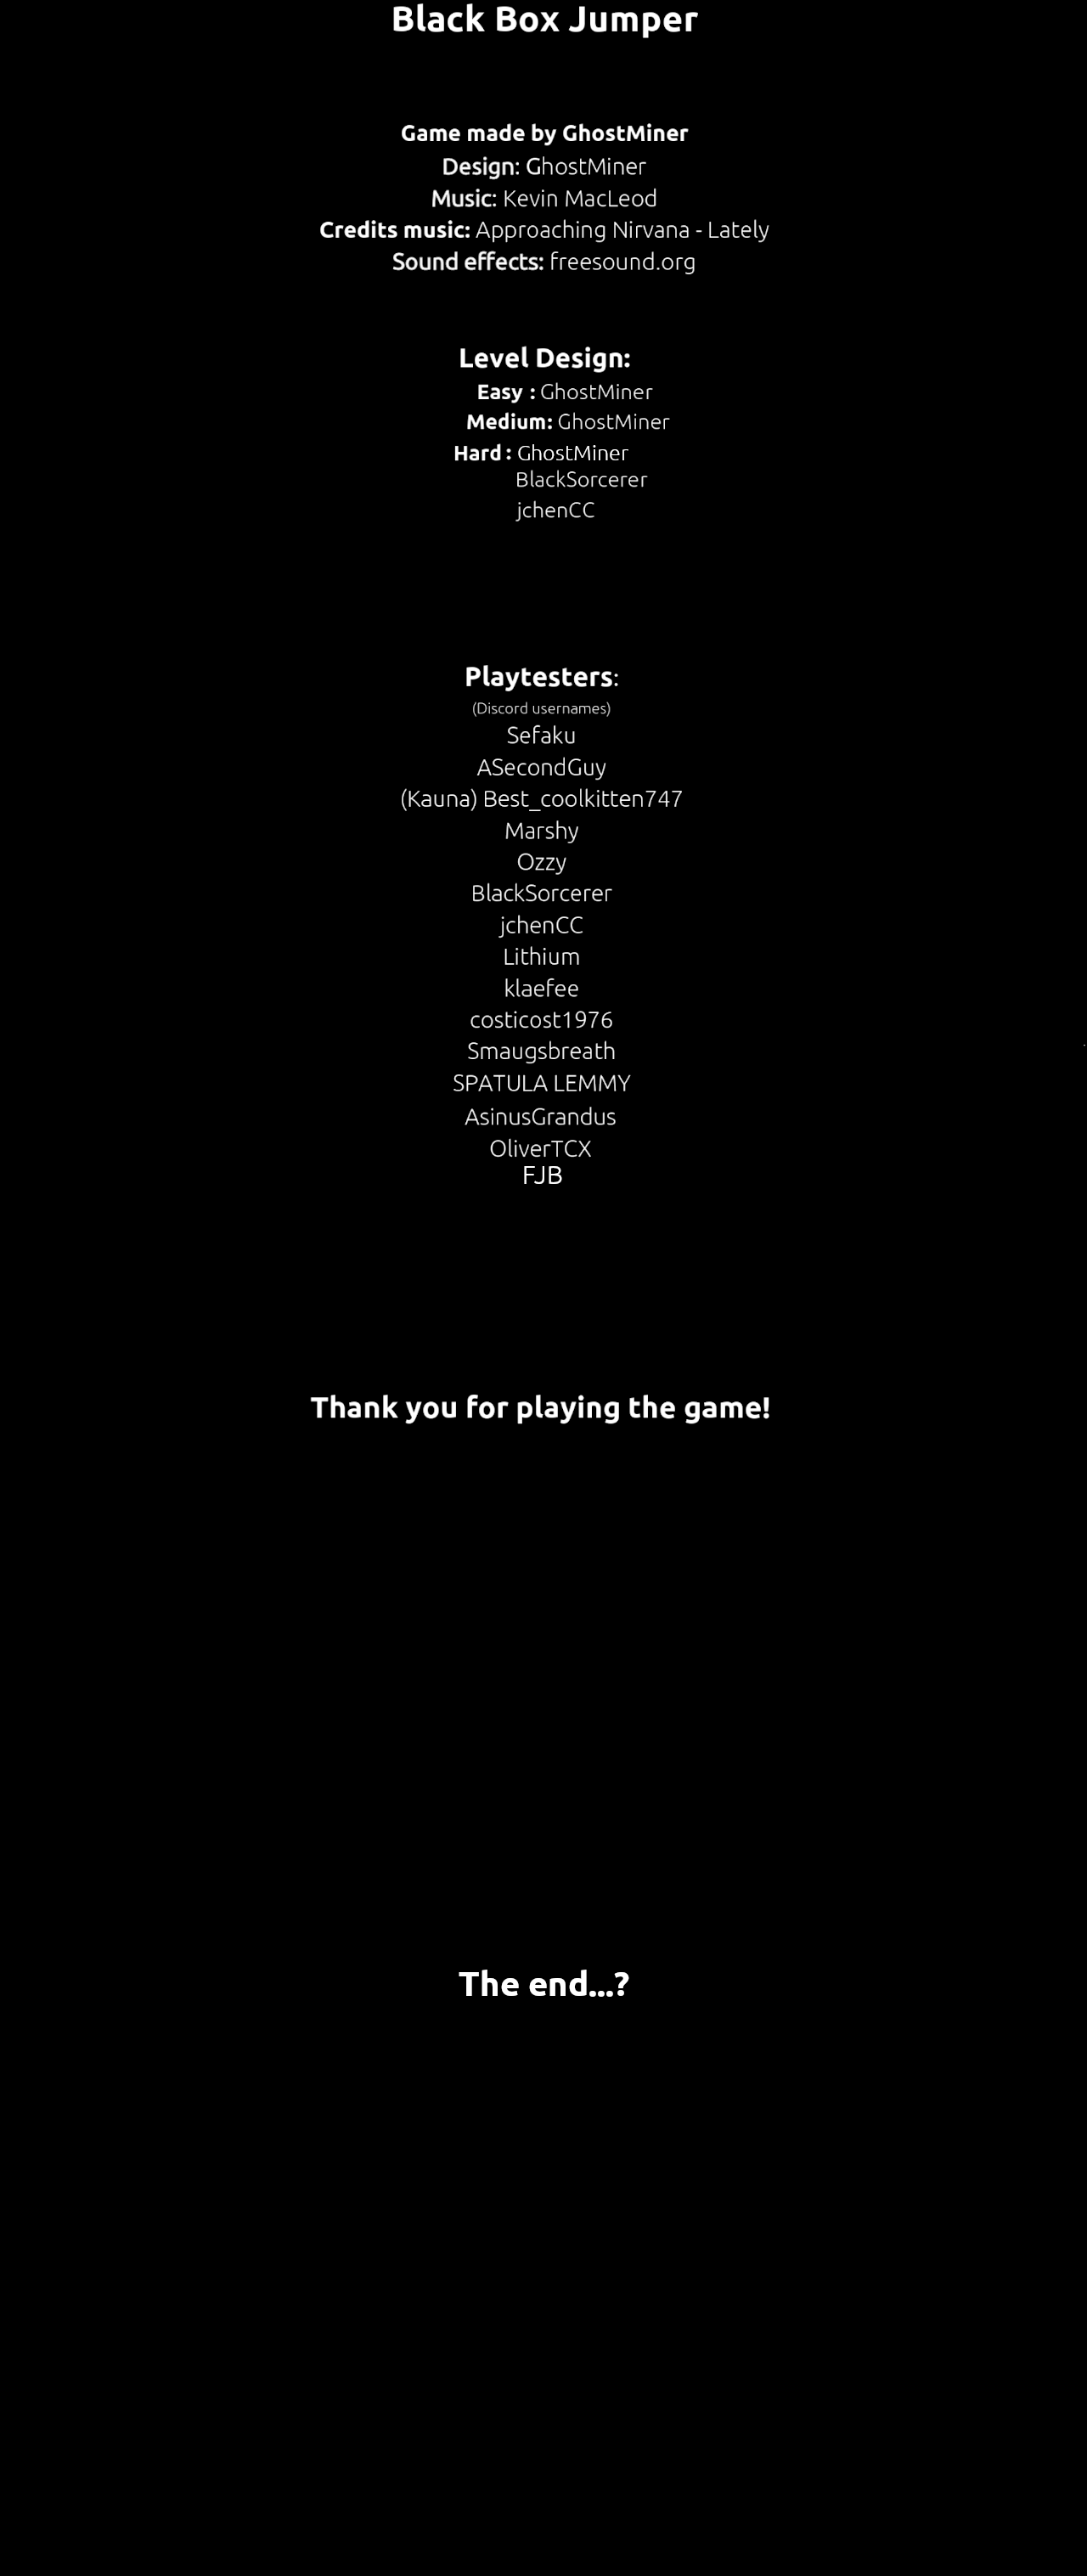 Black Box Jumper
Game made by GhostMiner
Design: GhostMiner
Music: Kevin MacLeod
Credits music: Approaching Nirvana - Lately
Sound effects: freesound.org
Level Design:
Easy : GhostMiner
Medium: GhostMiner
Hard : GhostMiner
BlackSorcerer
jchenCC
Playtesters:
(Discord usernames)
Sefaku
ASecondGuy
(Kauna) Best_coolkitten747
Marshy
Ozzy
BlackSorcerer
jchenCC
Lithium
klaefee
costicost1976
Smaugsbreath
SPATULA LEMMY
AsinusGrandus
OliverTCX
FJB
Thank you for playing the game!
The end...?